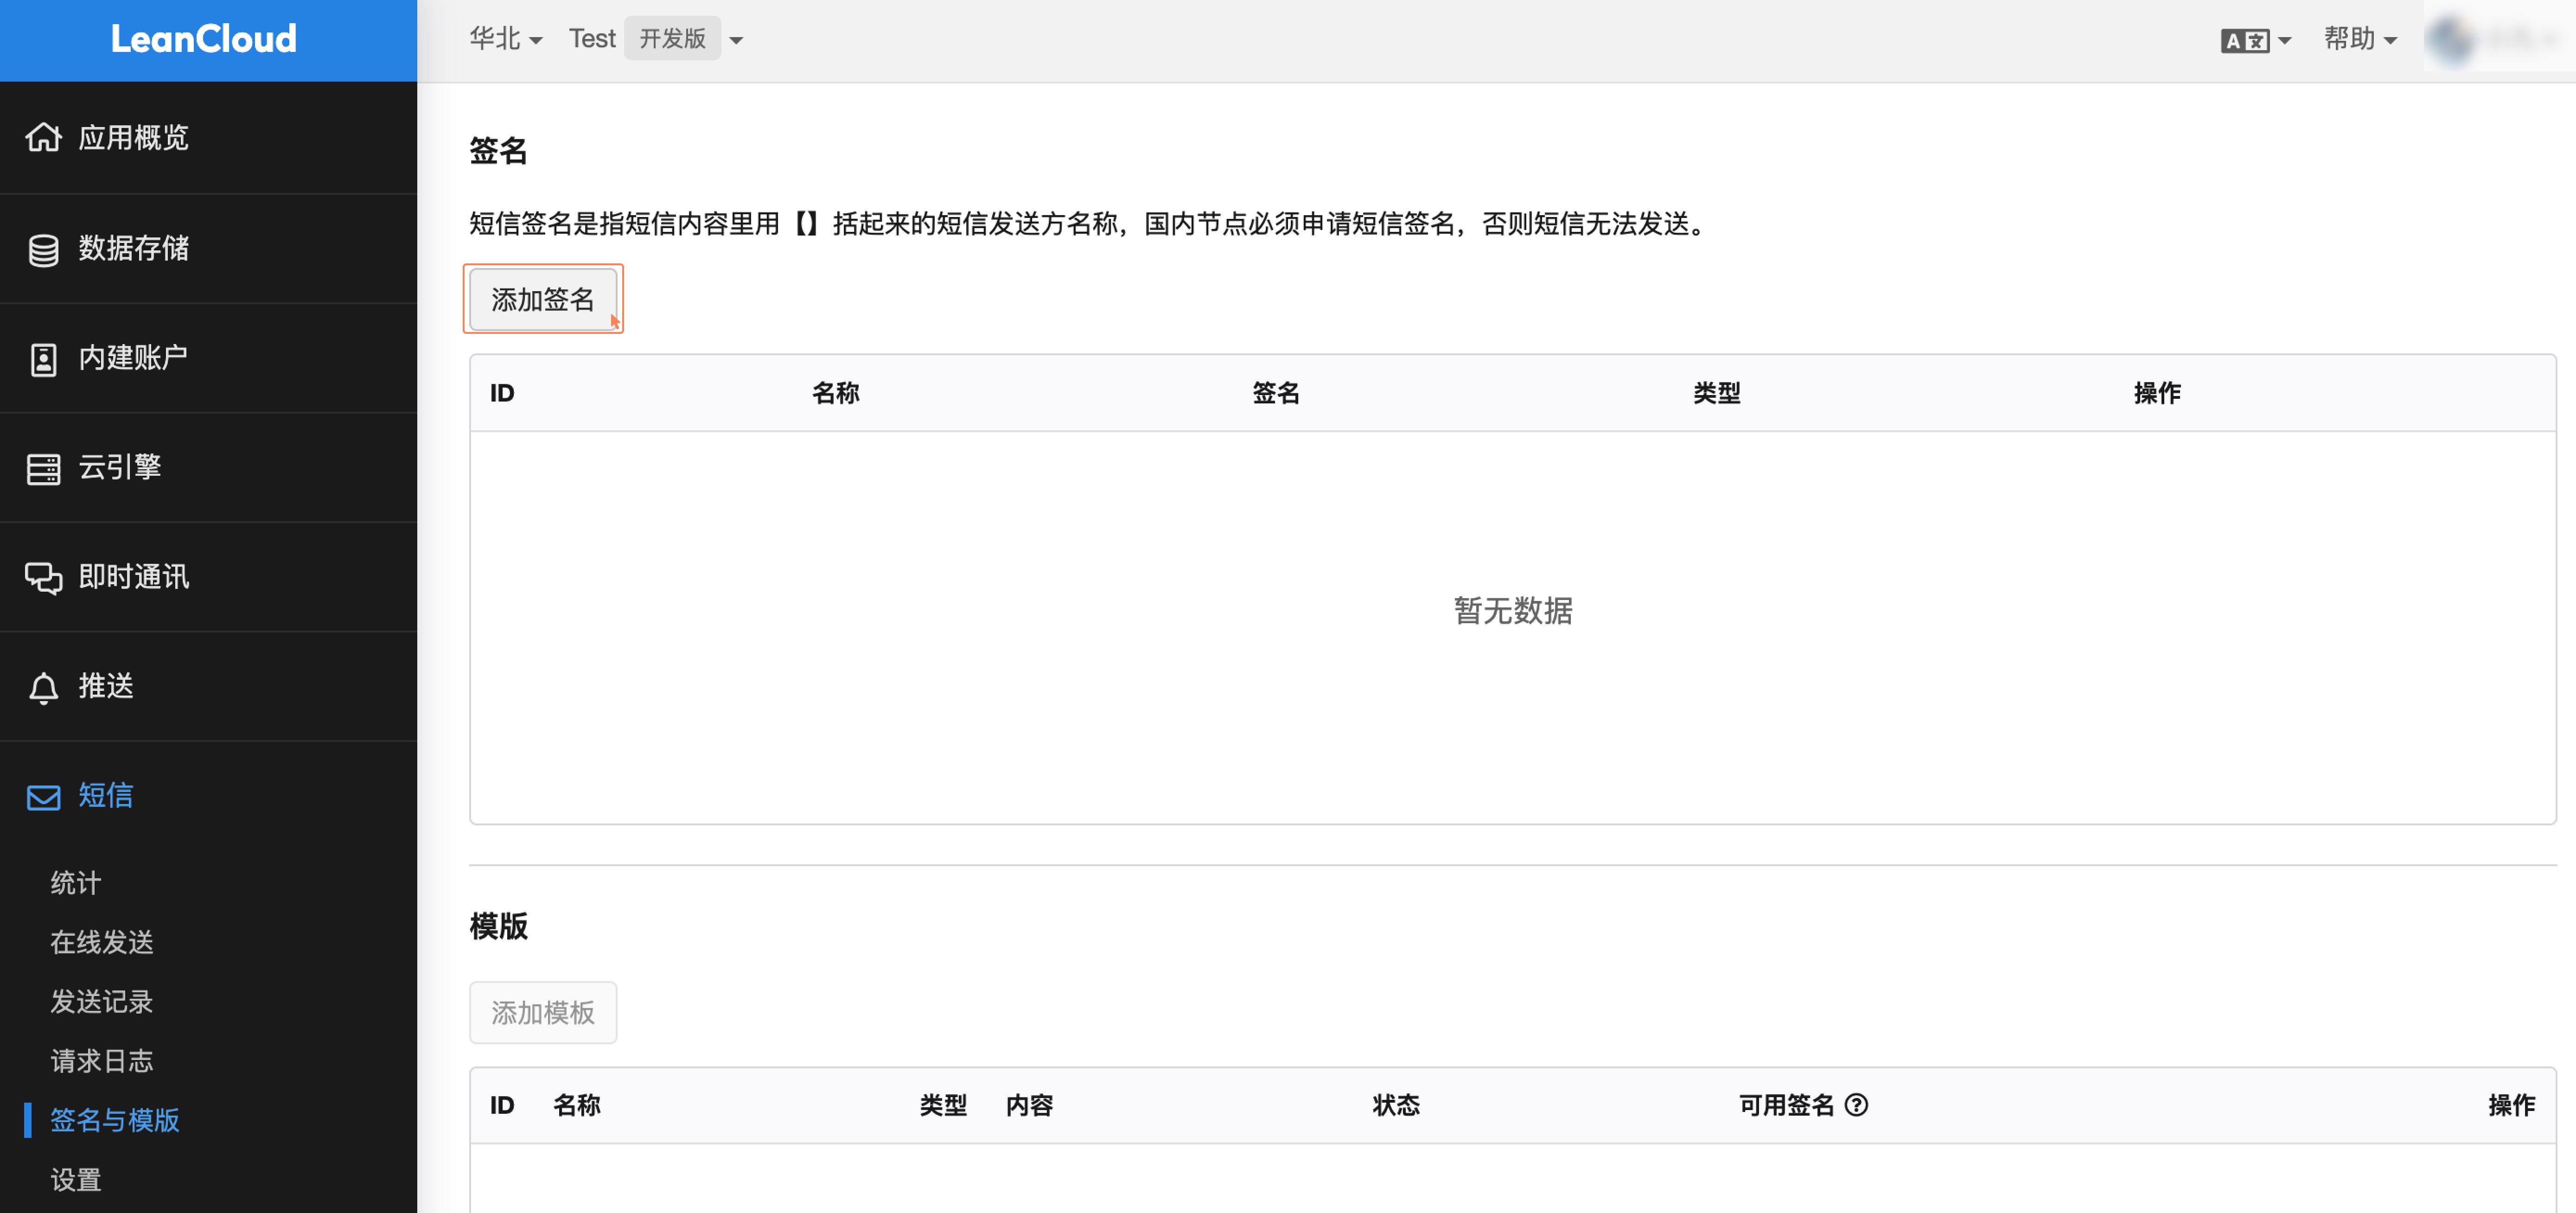 LeanCloud
华北
Test 开发版
A文
帮助
应用概览
数据存储
内建账户
云引擎
即时通讯
推送
短信
统计
在线发送
发送记录
请求日志
签名与模版
设置
签名
短信签名是指短信内容里用【】括起来的短信发送方名称，国内节点必须申请短信签名，否则短信无法发送。
添加签名
ID 名称 签名 类型 操作
暂无数据
模版
添加模板
ID 名称 类型 内容 状态 可用签名 ? 操作